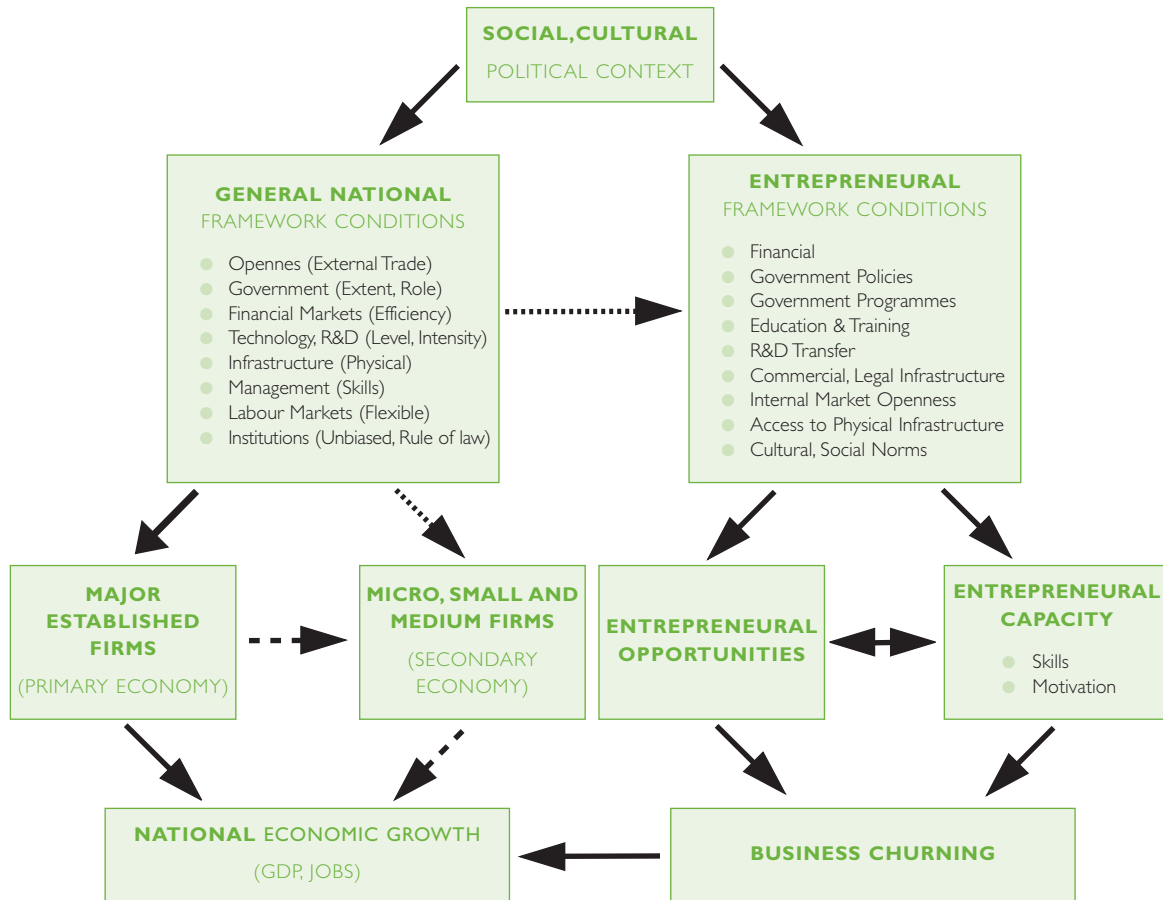 SOCIAL, CULTURAL
POLITICAL CONTEXT
GENERAL NATIONAL
FRAMEWORK CONDITIONS
Opennes (External Trade)
Government (Extent, Role)
Financial Markets (Efficiency)
Technology, R&D (Level, Intensity)
Infrastructure (Physical)
Management (Skills)
Labour Markets (Flexible)
Institutions (Unbiased, Rule of law)
ENTREPRENEURAL
FRAMEWORK CONDITIONS
Financial
Government Policies
Government Programmes
Education & Training
R&D Transfer
Commercial, Legal Infrastructure
Internal Market Openness
Access to Physical Infrastructure
Cultural, Social Norms
MAJOR
ESTABLISHED
FIRMS
(PRIMARY ECONOMY)
MICRO, SMALL AND
MEDIUM FIRMS
(SECONDARY
ECONOMY)
ENTREPRENEURAL
OPPORTUNITIES
ENTREPRENEURAL
CAPACITY
Skills
Motivation
NATIONAL ECONOMIC GROWTH
(GDP, JOBS)
BUSINESS CHURNING